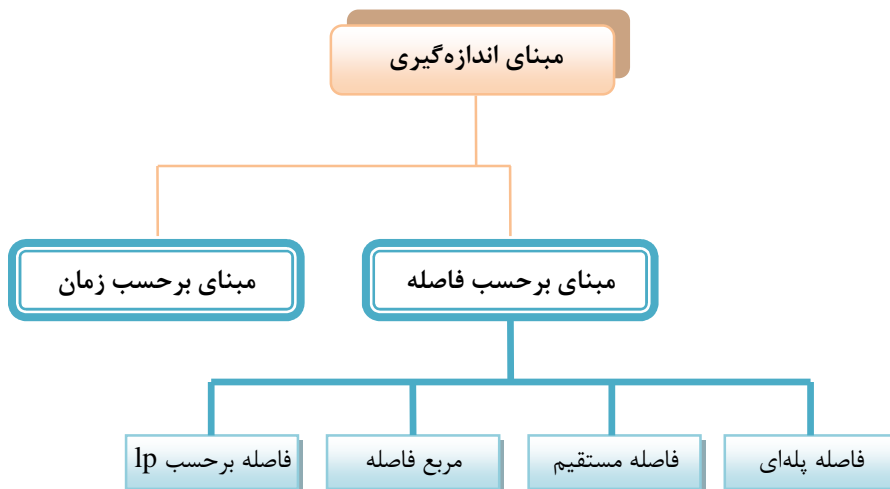 مبنای اندازه‌گیری
مبنای برحسب فاصله
مبنای برحسب زمان
فاصله پله‌ای
فاصله مستقیم
مربع فاصله
فاصله برحسب lp